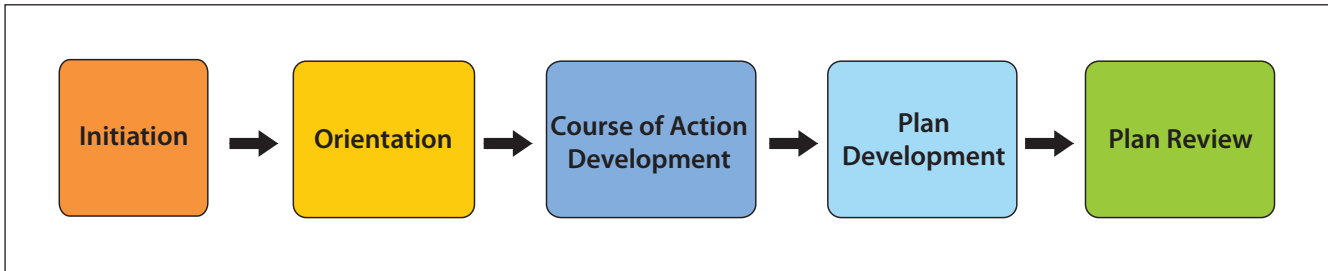 Initiation
Orientation
Course of Action
Development
Plan
Development
Plan Review